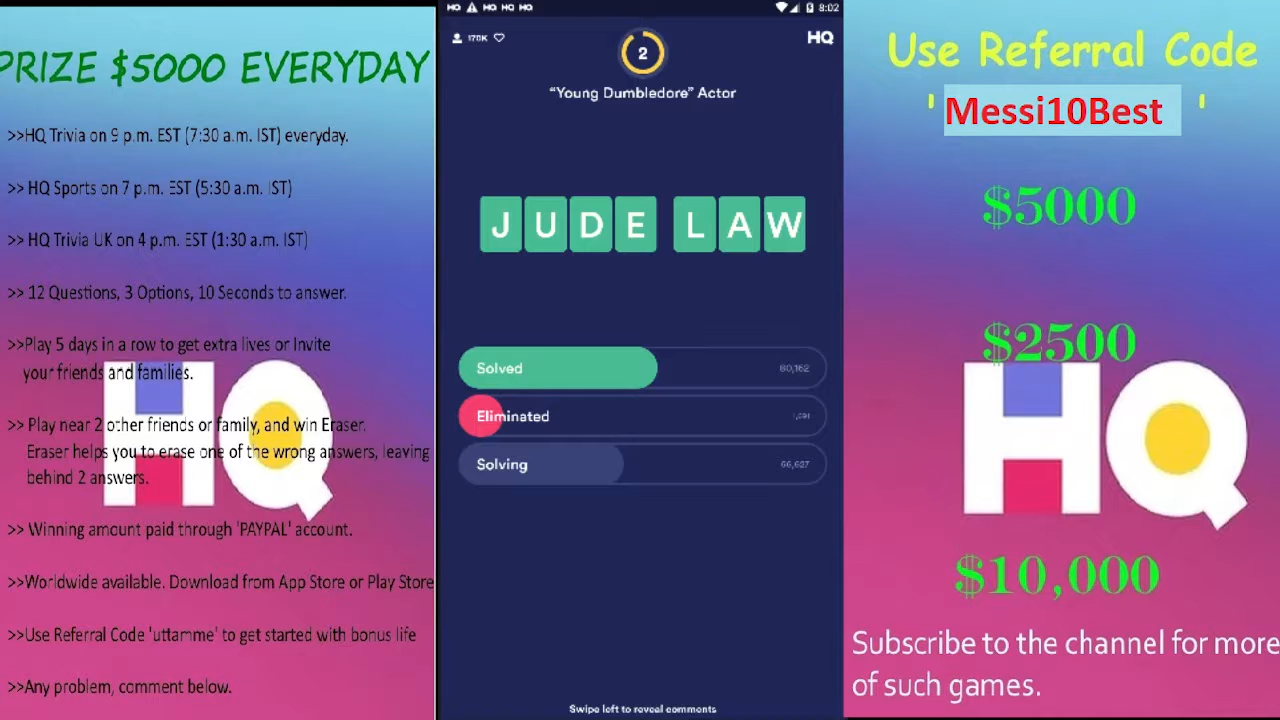 PRIZE $5000 EVERYDAY
>>HQ Trivia on 9 p.m. EST (7:30 a.m. IST) everyday.
>> HQ Sports on 7 p.m. EST (5:30 a.m. IST)
>> HQ Trivia UK on 4 p.m. EST (1:30 a.m. IST)
>> 12 Questions, 3 Options, 10 Seconds to answer.
>>Play 5 days in a row to get extra lives or Invite
your friends and families.
>> Play near 2 other friends or family, and win Eraser.
Eraser helps you to erase one of the wrong answers, leaving
behind 2 answers.
>> Winning amount paid through 'PAYPAL' account.
>>Worldwide available. Download from App Store or Play Store
>>Use Referral Code 'uttamme' to get started with bonus life
>>Any problem, comment below.
HQ
HQ HQ HQ HQ 8:02
170K HQ
2
“Young Dumbledore” Actor
JUDE LAW
Solved 80,162
Eliminated
Solving 66,627
Swipe left to reveal comments
Use Referral Code
' Messi10Best '
$5000
$2500
HQ
$10,000
Subscribe to the channel for more
of such games.